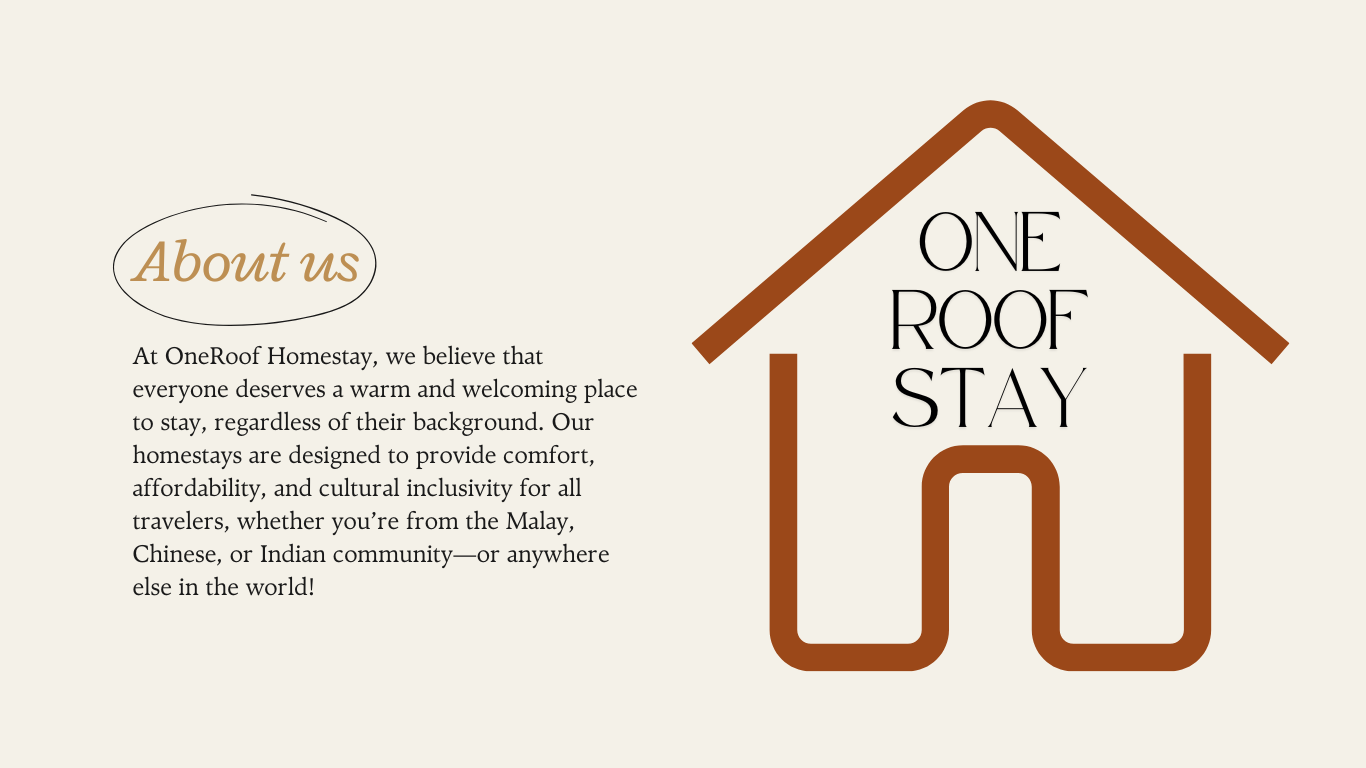 About us
At OneRoof Homestay, we believe that
everyone deserves a warm and welcoming place
to stay, regardless of their background. Our
homestays are designed to provide comfort,
affordability, and cultural inclusivity for all
travelers, whether you’re from the Malay,
Chinese, or Indian community—or anywhere
else in the world!
ONE
ROOF
STAY